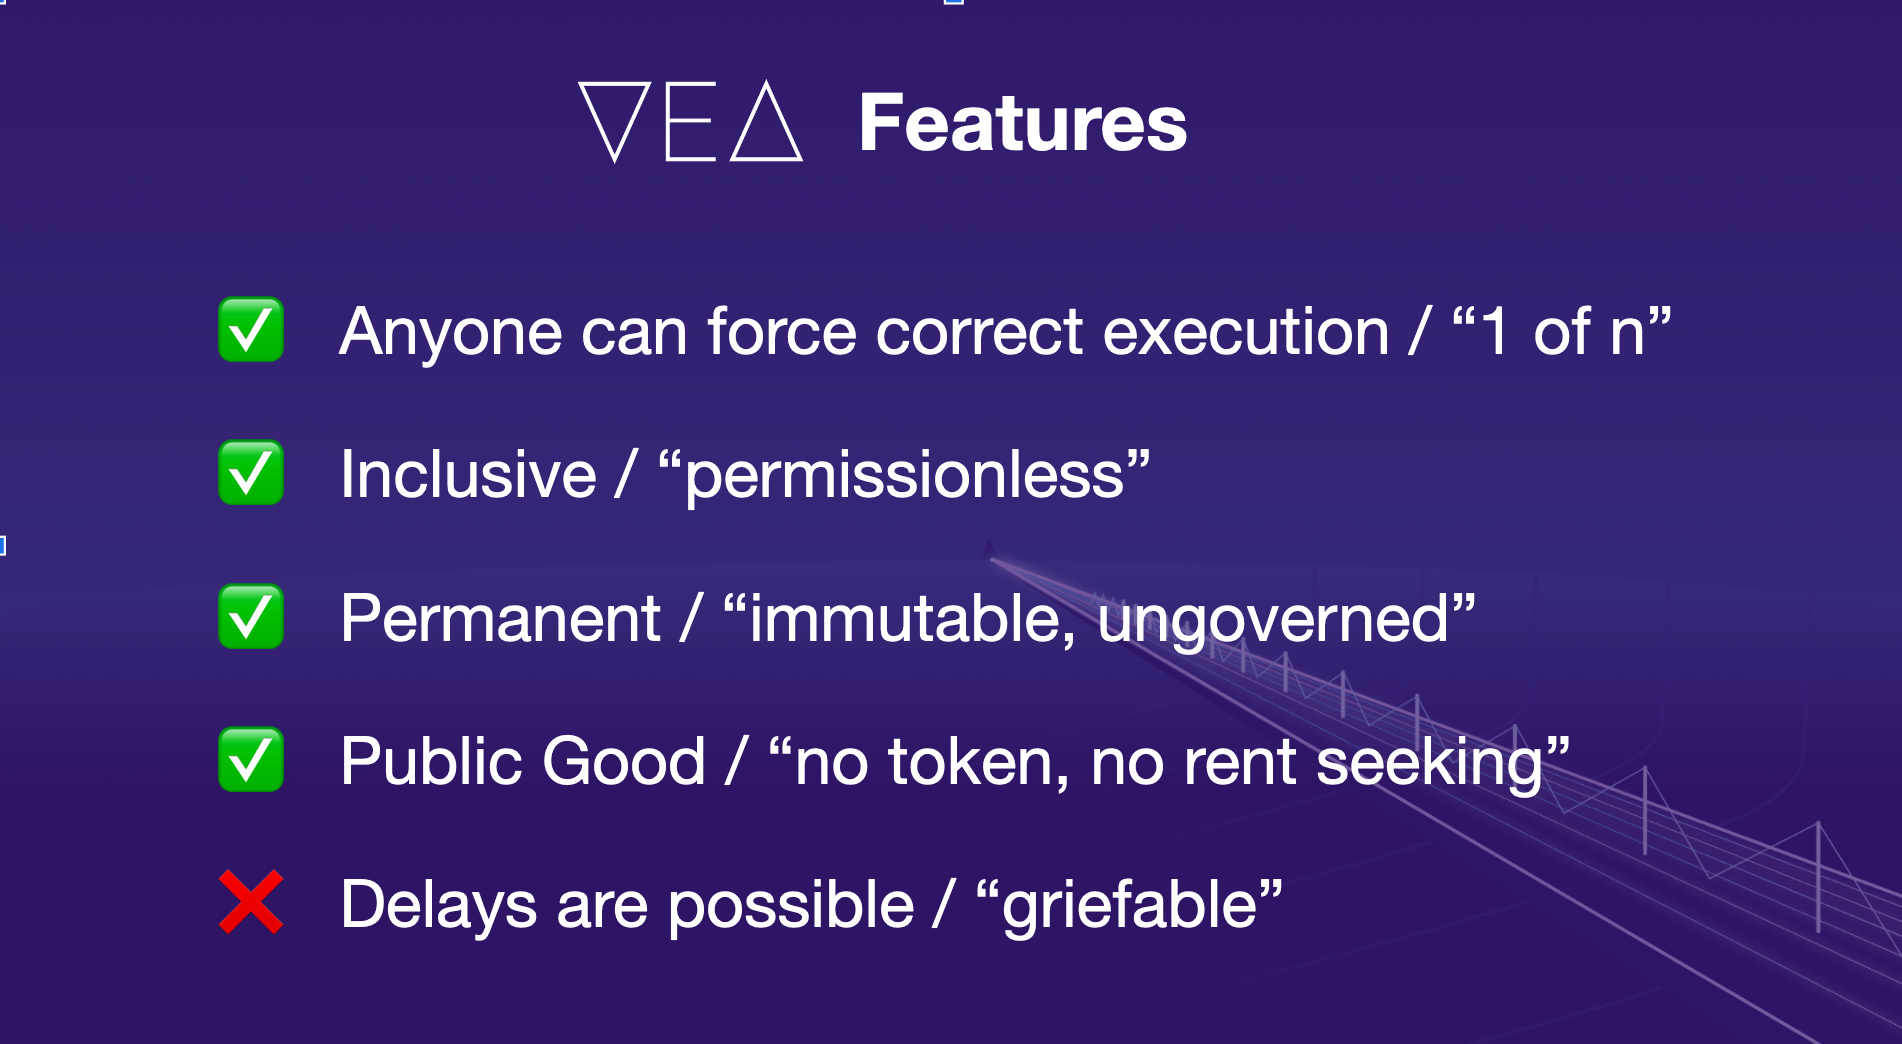 VEA Features
✅ Anyone can force correct execution / “1 of n”
✅ Inclusive / “permissionless”
✅ Permanent / “immutable, ungoverned”
✅ Public Good / “no token, no rent seeking”
❌ Delays are possible / “griefable”